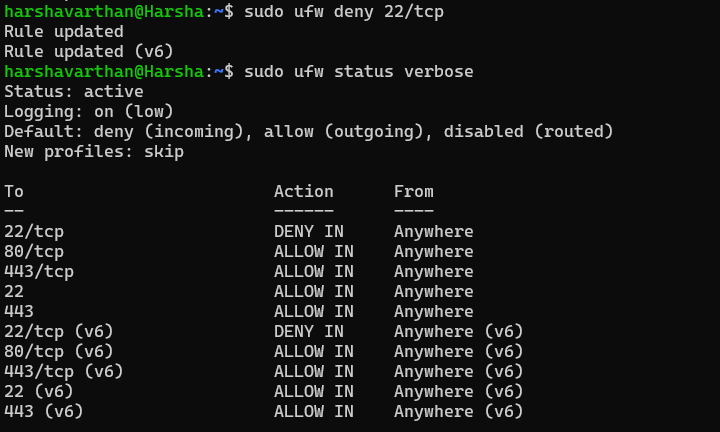 harshavarthan@Harsha:~$ sudo ufw deny 22/tcp
Rule updated
Rule updated (v6)
harshavarthan@Harsha:~$ sudo ufw status verbose
Status: active
Logging: on (low)
Default: deny (incoming), allow (outgoing), disabled (routed)
New profiles: skip

To                         Action      From
--                         ------      ----
22/tcp                     DENY IN     Anywhere
80/tcp                     ALLOW IN    Anywhere
443/tcp                    ALLOW IN    Anywhere
22                         ALLOW IN    Anywhere
443                        ALLOW IN    Anywhere
22/tcp (v6)                DENY IN     Anywhere (v6)
80/tcp (v6)                ALLOW IN    Anywhere (v6)
443/tcp (v6)               ALLOW IN    Anywhere (v6)
22 (v6)                    ALLOW IN    Anywhere (v6)
443 (v6)                   ALLOW IN    Anywhere (v6)